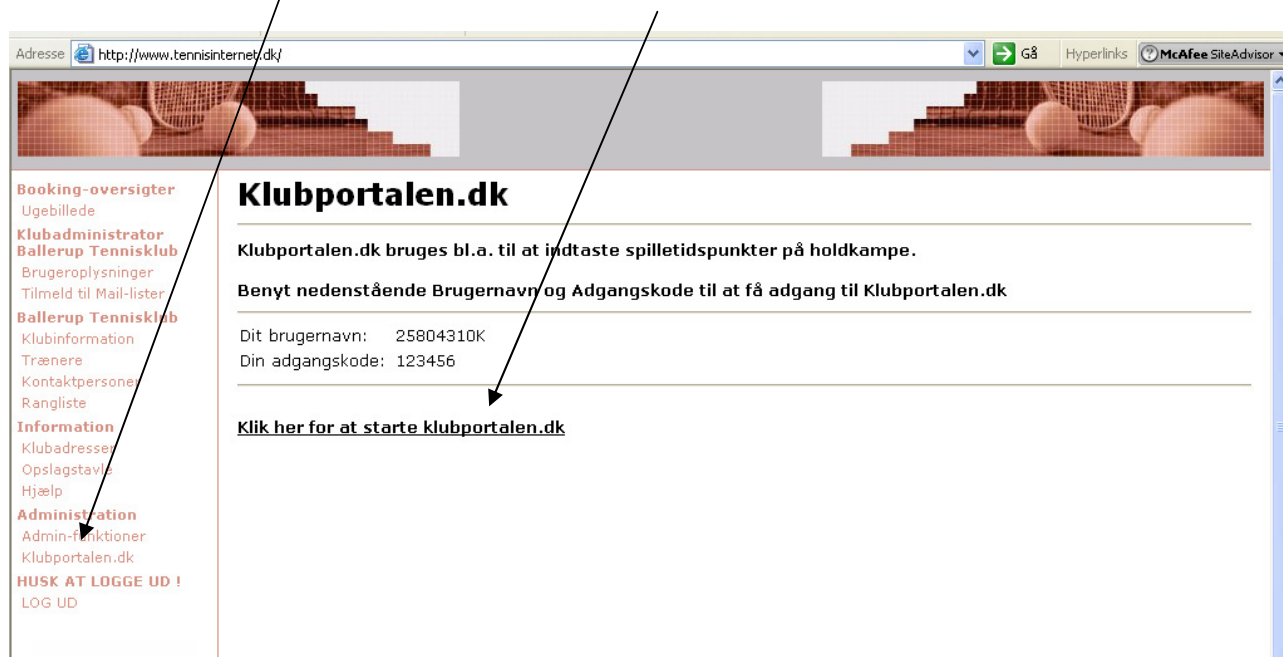 Adresse http://www.tennisinternet.dk/ Gå Hyperlinks McAfee SiteAdvisor
Booking-oversigter
Ugebillede
Klubadministrator
Ballerup Tennisklub
Brugeroplysninger
Tilmeld til Mail-lister
Ballerup Tennisklub
Klubinformation
Trænere
Kontaktpersoner
Rangliste
Information
Klubadresser
Opslagstavle
Hjælp
Administration
Admin-funktioner
Klubportalen.dk
HUSK AT LOGGE UD !
LOG UD
Klubportalen.dk
Klubportalen.dk bruges bl.a. til at indtaste spilletidspunkter på holdkampe.
Benyt nedenstående Brugernavn og Adgangskode til at få adgang til Klubportalen.dk
Dit brugernavn: 25804310K
Din adgangskode: 123456
Klik her for at starte klubportalen.dk